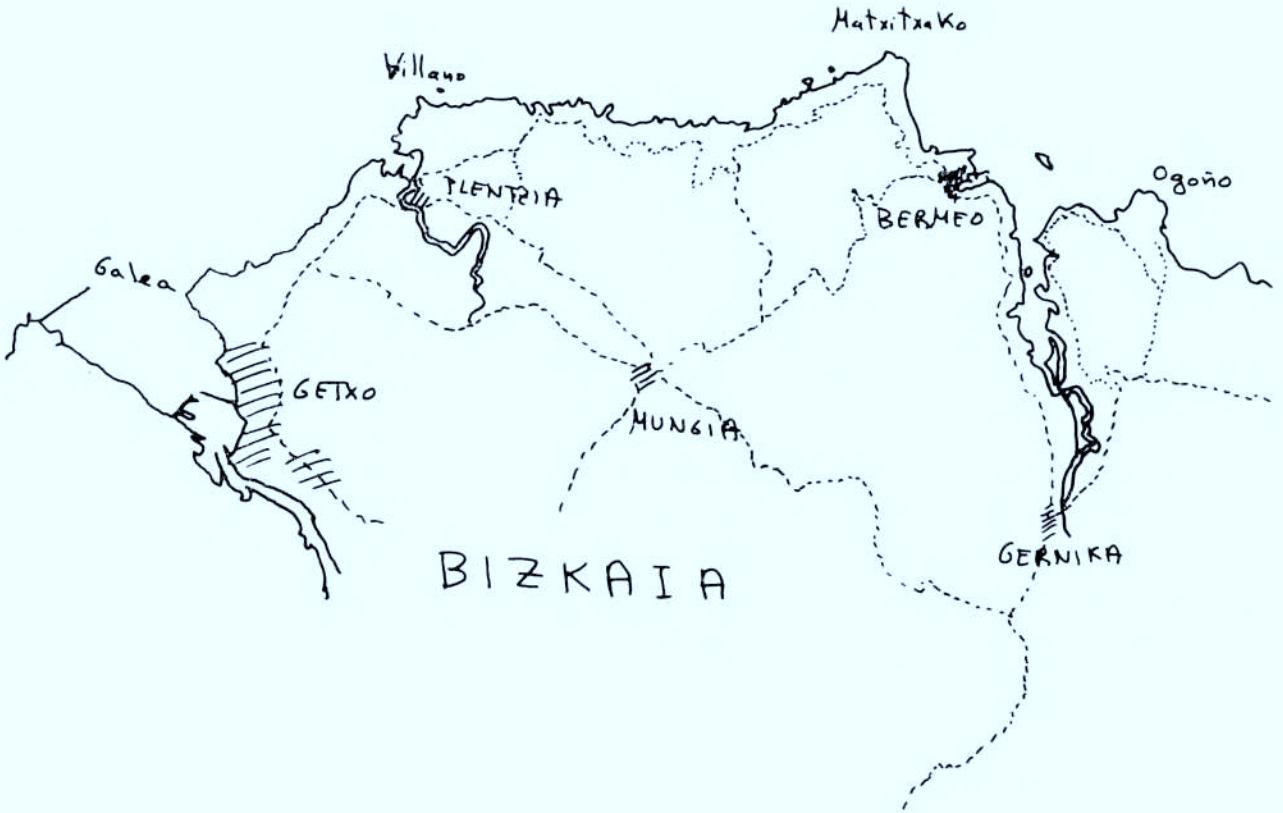 Matxitxako
Villano
Ogoño
PLENTZIA
BERMEO
Galea
GETXO
MUNGIA
GERNIKA
BIZKAIA